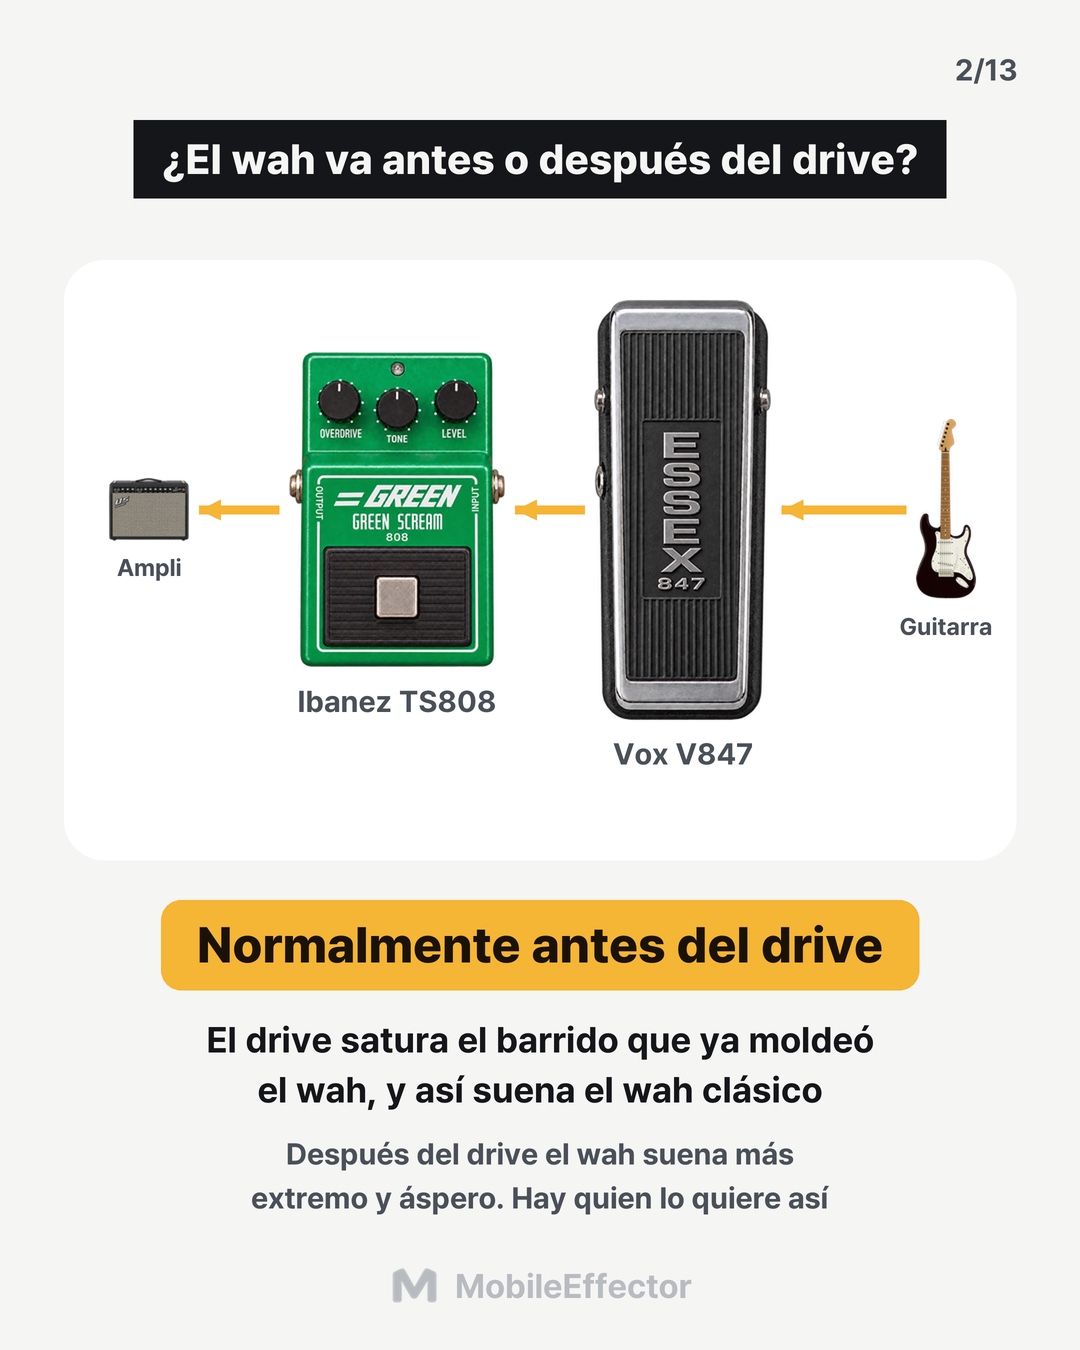 2/13
¿El wah va antes o después del drive?
OVERDRIVE
TONE
LEVEL
OUTPUT
INPUT
GREEN
GREEN SCREAM
808
ESSEX
847
US
Ampli
Guitarra
Ibanez TS808
Vox V847
Normalmente antes del drive
El drive satura el barrido que ya moldeó
el wah, y así suena el wah clásico
Después del drive el wah suena más
extremo y áspero. Hay quien lo quiere así
MobileEffector